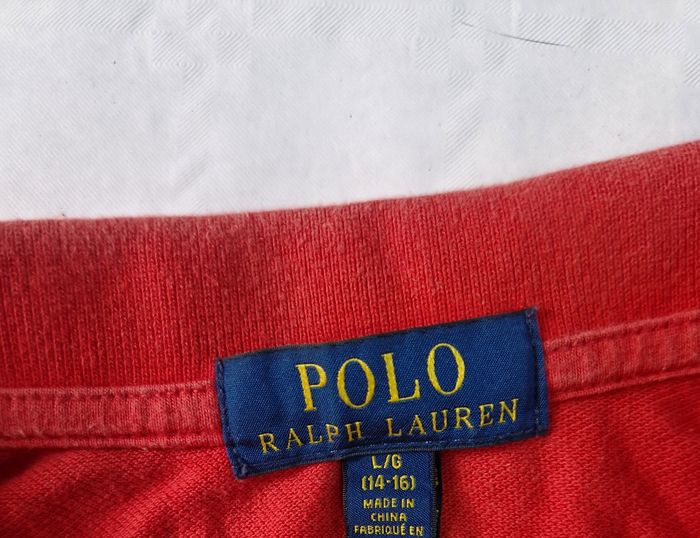 POLO
RALPH LAUREN
L/G
(14-16)
MADE IN
CHINA
FABRIQUÉ EN